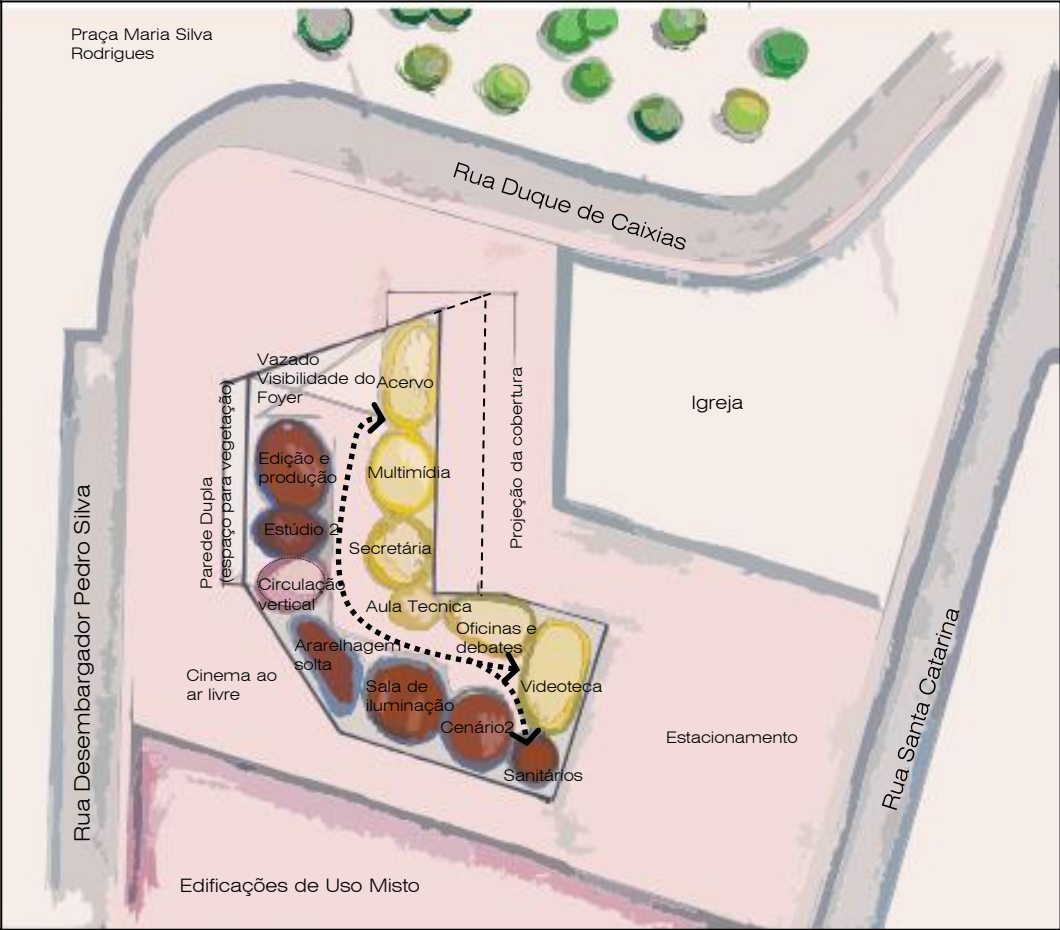 Praça Maria Silva
Rodrigues
Rua Duque de Caixias
Vazado
Visibilidade do
Foyer
Acervo
Igreja
Projeção da cobertura
Parede Dupla
(espaço para vegetação)
Edição e
produção
Multimídia
Estúdio 2
Secretária
Circulação
vertical
Aula Tecnica
Oficinas e
debates
Ararelhagem
solta
Cinema ao
ar livre
Sala de
iluminação
Videoteca
Cenário2
Sanitários
Estacionamento
Rua Desembargador Pedro Silva
Rua Santa Catarina
Edificações de Uso Misto